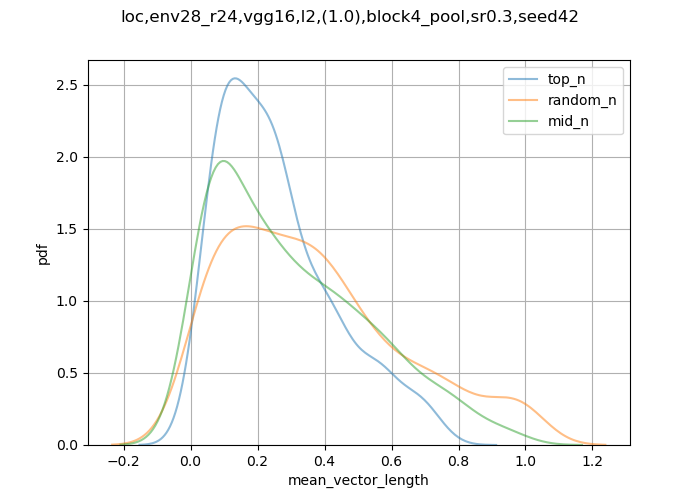 loc,env28_r24,vgg16,l2,(1.0),block4_pool,sr0.3,seed42
top_n
random_n
mid_n
2.5
2.0
1.5
1.0
0.5
0.0
pdf
−0.2 0.0 0.2 0.4 0.6 0.8 1.0 1.2
mean_vector_length